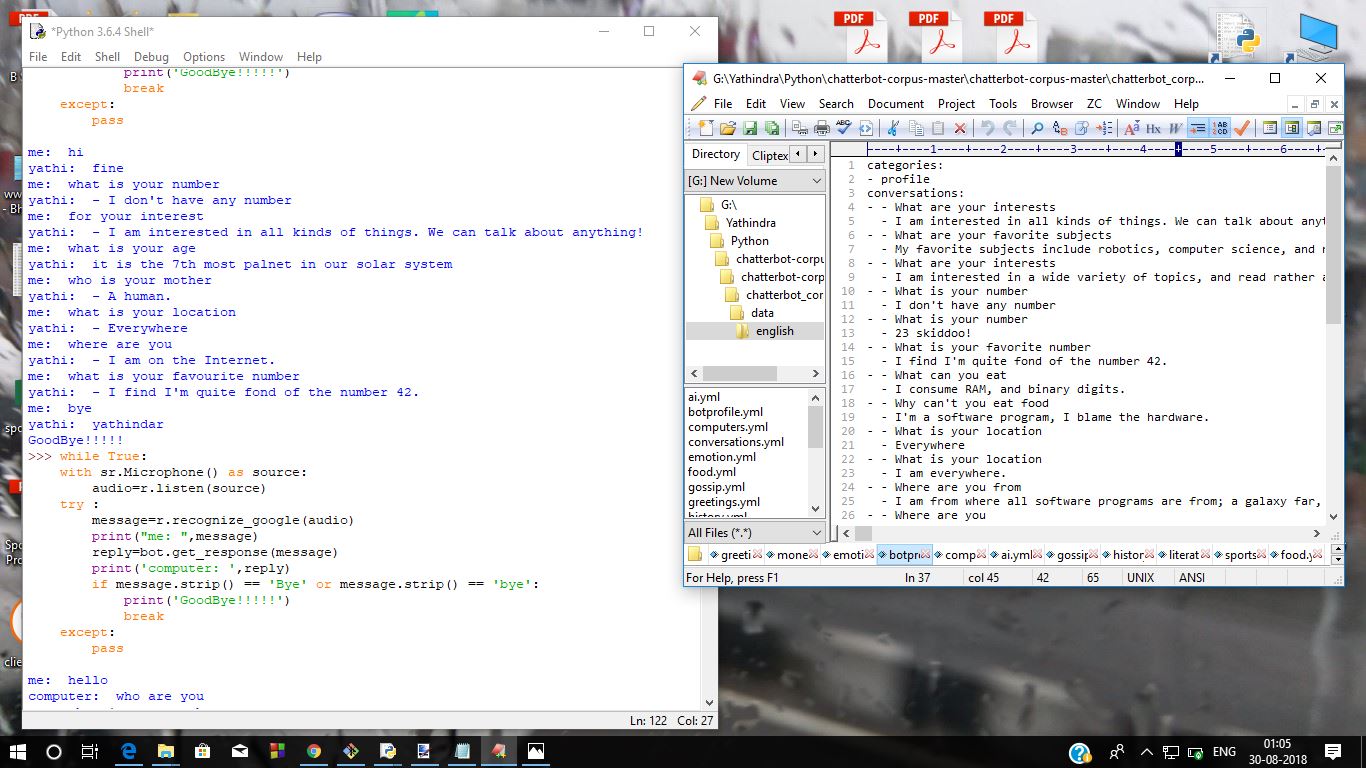 *Python 3.6.4 Shell*
File Edit Shell Debug Options Window Help
print('GoodBye!!!!!')
break
except:
pass
me:  hi
yathi:  fine
me:  what is your number
yathi:  - I don't have any number
me:  for your interest
yathi:  - I am interested in all kinds of things. We can talk about anything!
me:  what is your age
yathi:  it is the 7th most palnet in our solar system
me:  who is your mother
yathi:  - A human.
me:  what is your location
yathi:  - Everywhere
me:  where are you
yathi:  - I am on the Internet.
me:  what is your favourite number
yathi:  - I find I'm quite fond of the number 42.
me:  bye
yathi:  yathindar
GoodBye!!!!!
>>> while True:
with sr.Microphone() as source:
audio=r.listen(source)
try :
message=r.recognize_google(audio)
print("me: ",message)
reply=bot.get_response(message)
print('computer: ',reply)
if message.strip() == 'Bye' or message.strip() == 'bye':
print('GoodBye!!!!!')
break
except:
pass
me:  hello
computer:  who are you
Ln: 122 Col: 27
PDF PDF PDF
G:\Yathindra\Python\chatterbot-corpus-master\chatterbot-corpus-master\chatterbot_corp...
File Edit View Search Document Project Tools Browser ZC Window Help
Directory Cliptex
[G:] New Volume
G:\
Yathindra
Python
chatterbot-corpu
chatterbot-corp
chatterbot_cor
data
english
ai.yml
botprofile.yml
computers.yml
conversations.yml
emotion.yml
food.yml
gossip.yml
greetings.yml
history.yml
All Files (*.*)
----+----1----+----2----+----3----+----4----+----5----+----6----+
1 categories:
2 - profile
3 conversations:
4 - - What are your interests
5 - I am interested in all kinds of things. We can talk about anyt
6 - - What are your favorite subjects
7 - My favorite subjects include robotics, computer science, and
8 - - What are your interests
9 - I am interested in a wide variety of topics, and read rather a
10 - - What is your number
11 - I don't have any number
12 - - What is your number
13 - 23 skiddoo!
14 - - What is your favorite number
15 - I find I'm quite fond of the number 42.
16 - - What can you eat
17 - I consume RAM, and binary digits.
18 - - Why can't you eat food
19 - I'm a software program, I blame the hardware.
20 - - What is your location
21 - Everywhere
22 - - What is your location
23 - I am everywhere.
24 - - Where are you from
25 - I am from where all software programs are from; a galaxy far,
26 - - Where are you
greeti mone emoti botpr comp ai.yml gossip histor literat sports food.y
For Help, press F1 ln 37 col 45 42 65 UNIX ANSI
ENG
01:05
30-08-2018